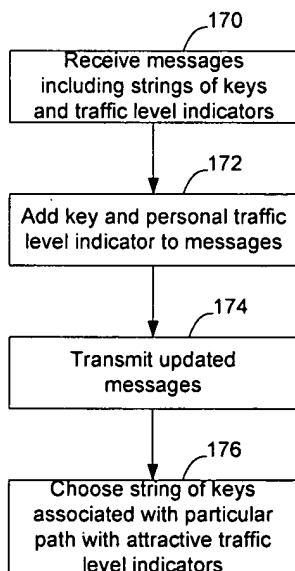 170
Receive messages
including strings of keys
and traffic level indicators
172
Add key and personal traffic
level indicator to messages
174
Transmit updated
messages
176
Choose string of keys
associated with particular
path with attractive traffic
level indicators